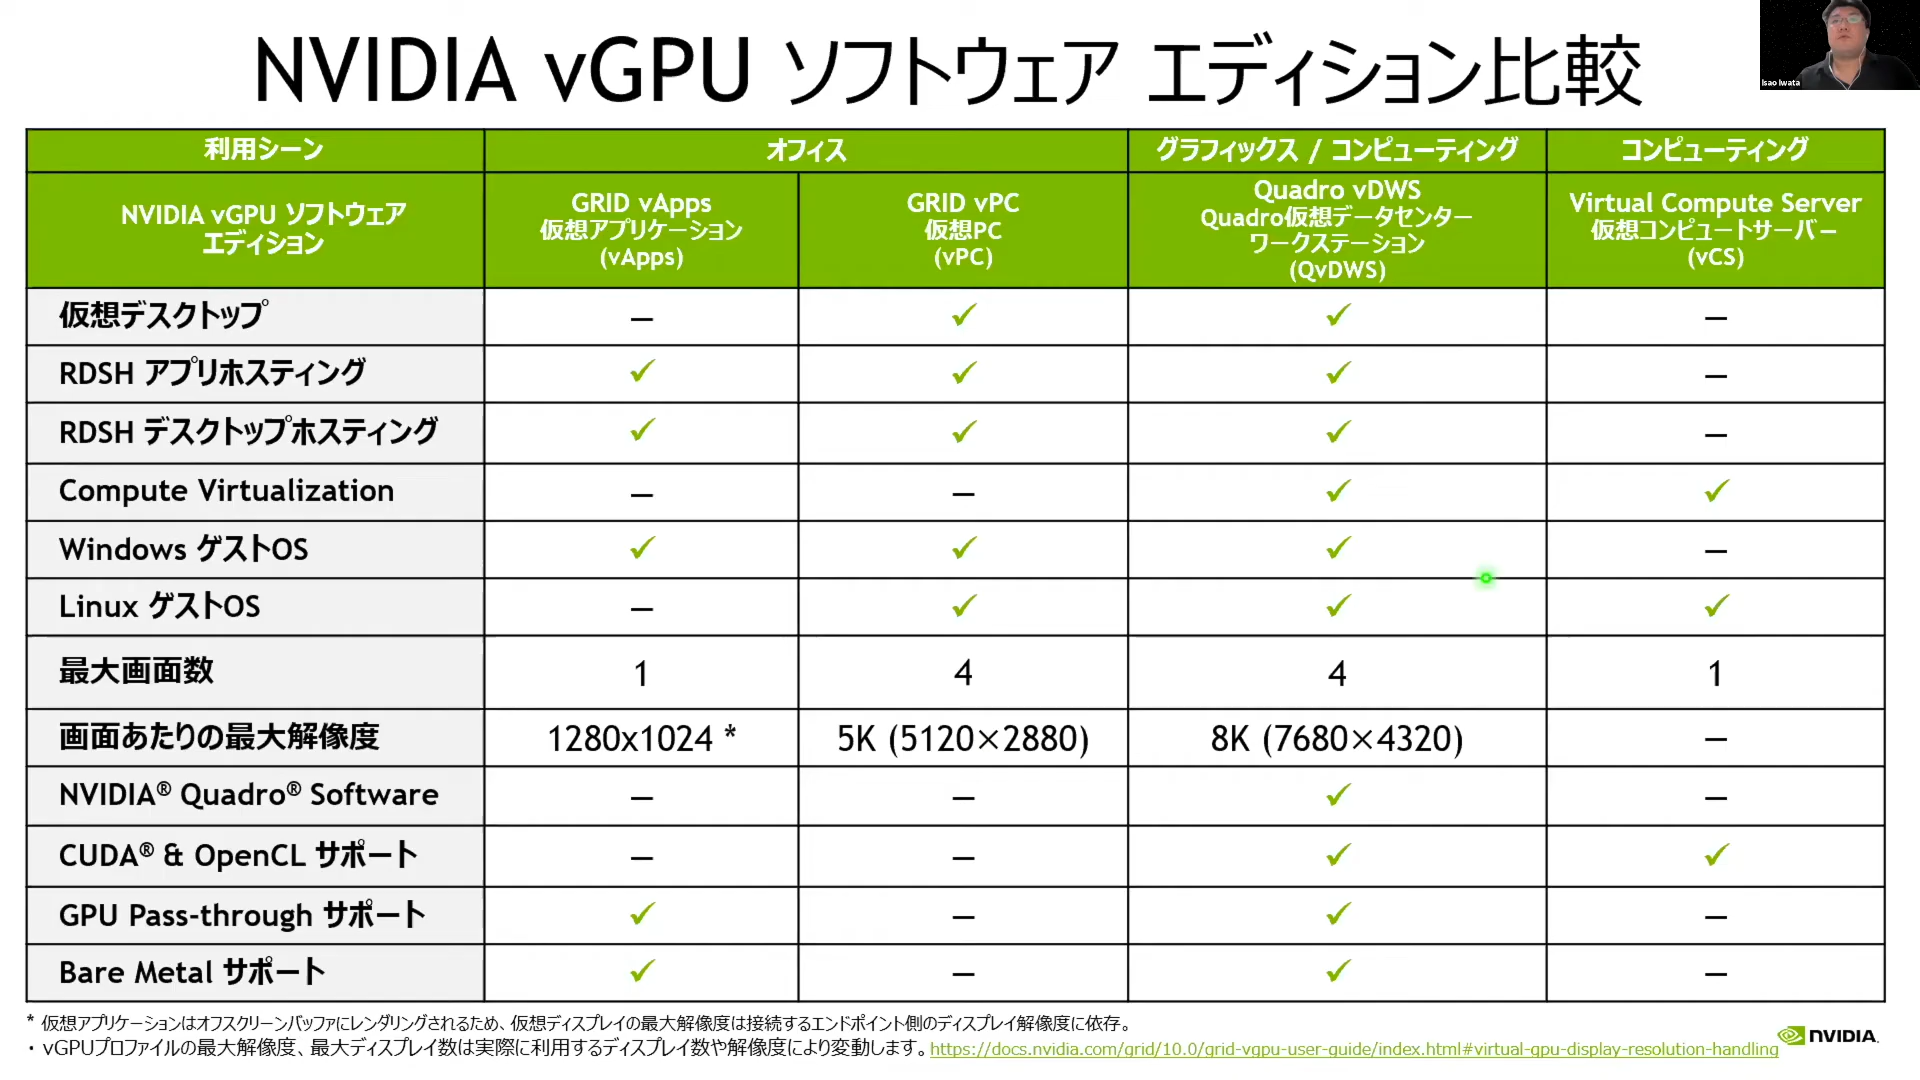 NVIDIA vGPU ソフトウェア エディション比較
Isao Iwata
利用シーン オフィス グラフィックス / コンピューティング コンピューティング
NVIDIA vGPU ソフトウェア
エディション
GRID vApps
仮想アプリケーション
(vApps)
GRID vPC
仮想PC
(vPC)
Quadro vDWS
Quadro仮想データセンター
ワークステーション
(QvDWS)
Virtual Compute Server
仮想コンピュートサーバー
(vCS)
仮想デスクトップ – ✓ ✓ –
RDSH アプリホスティング ✓ ✓ ✓ –
RDSH デスクトップホスティング ✓ ✓ ✓ –
Compute Virtualization – – ✓ ✓
Windows ゲストOS ✓ ✓ ✓ –
Linux ゲストOS – ✓ ✓ ✓
最大画面数 1 4 4 1
画面あたりの最大解像度 1280x1024 * 5K (5120×2880) 8K (7680×4320) –
NVIDIA® Quadro® Software – – ✓ –
CUDA® & OpenCL サポート – – ✓ ✓
GPU Pass-through サポート ✓ – ✓ –
Bare Metal サポート ✓ – ✓ –
* 仮想アプリケーションはオフスクリーンバッファにレンダリングされるため、仮想ディスプレイの最大解像度は接続するエンドポイント側のディスプレイ解像度に依存。
・vGPUプロファイルの最大解像度、最大ディスプレイ数は実際に利用するディスプレイ数や解像度により変動します。https://docs.nvidia.com/grid/10.0/grid-vgpu-user-guide/index.html#virtual-gpu-display-resolution-handling
NVIDIA.